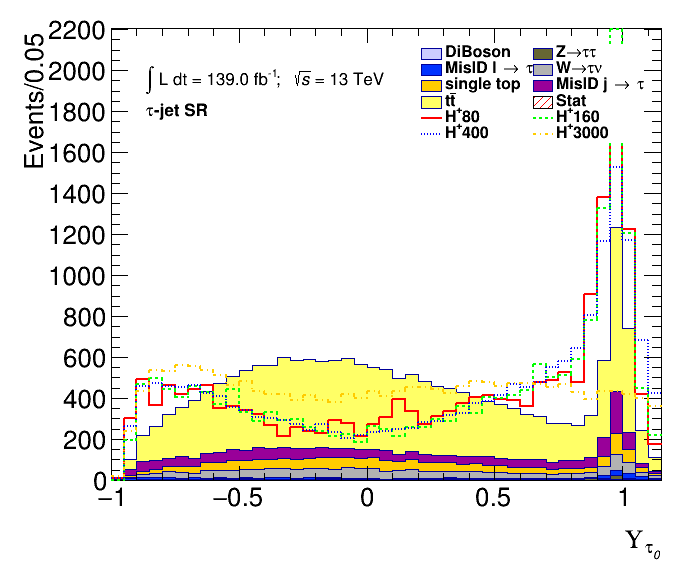 Events/0.05
2200
2000
1800
1600
1400
1200
1000
800
600
400
200
0
∫ L dt = 139.0 fb⁻¹; √s = 13 TeV
τ-jet SR
DiBoson
Z→ττ
MisID l → τ
W→τν
single top
MisID j → τ
tt̄
Stat
H⁺80
H⁺160
H⁺400
H⁺3000
−1 −0.5 0 0.5 1
Υ_τ₀